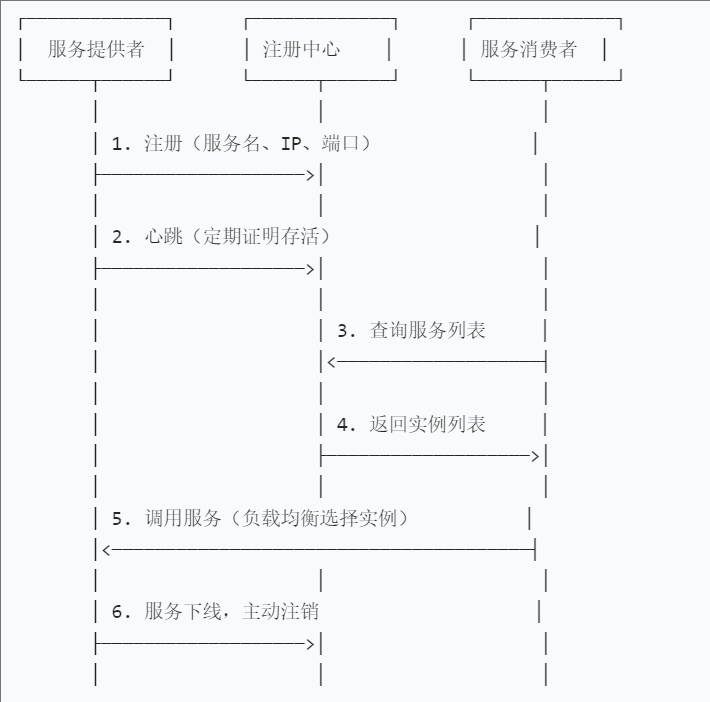 服务提供者 注册中心 服务消费者
1. 注册（服务名、IP、端口）
2. 心跳（定期证明存活）
3. 查询服务列表
4. 返回实例列表
5. 调用服务（负载均衡选择实例）
6. 服务下线，主动注销